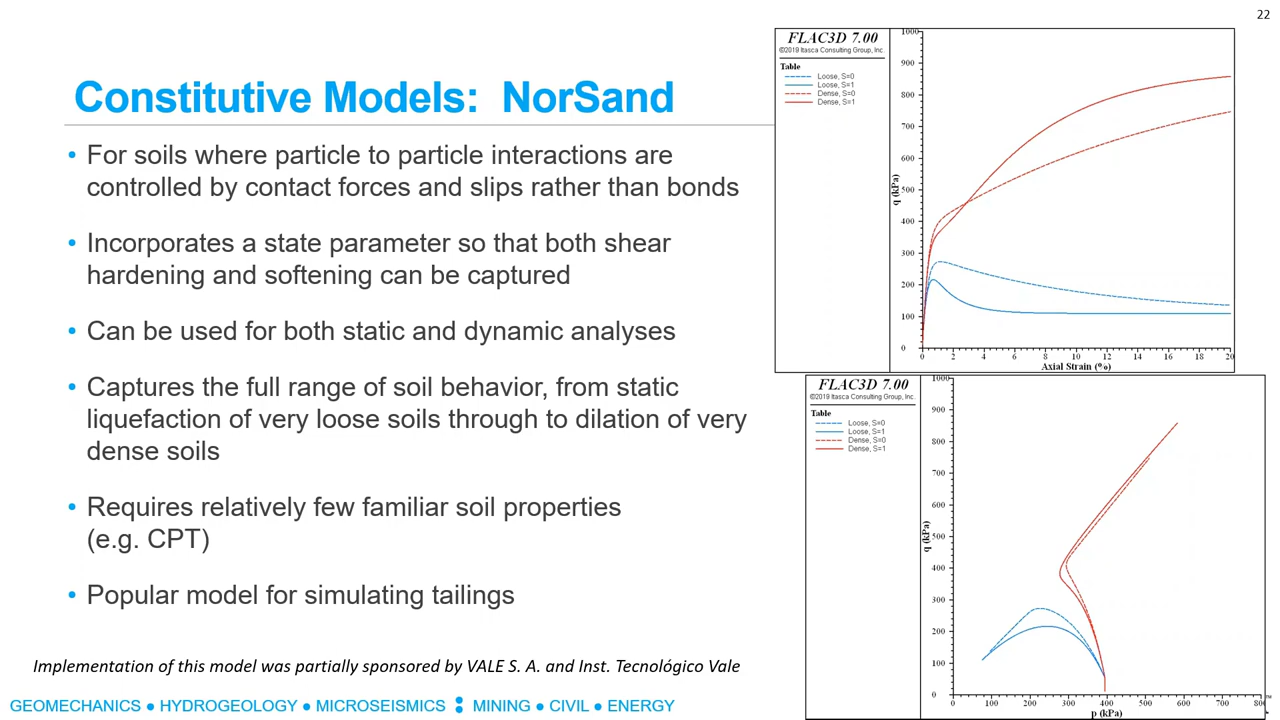 22
Constitutive Models: NorSand
• For soils where particle to particle interactions are
controlled by contact forces and slips rather than bonds
• Incorporates a state parameter so that both shear
hardening and softening can be captured
• Can be used for both static and dynamic analyses
• Captures the full range of soil behavior, from static
liquefaction of very loose soils through to dilation of very
dense soils
• Requires relatively few familiar soil properties
(e.g. CPT)
• Popular model for simulating tailings
Implementation of this model was partially sponsored by VALE S. A. and Inst. Tecnológico Vale
GEOMECHANICS ● HYDROGEOLOGY ● MICROSEISMICS : MINING ● CIVIL ● ENERGY
FLAC3D 7.00
©2019 Itasca Consulting Group, Inc.
Table
Loose, S=0
Loose, S=1
Dense, S=0
Dense, S=1
q (kPa)
1000
900
800
700
600
500
400
300
200
100
0
0 2 4 6 8 10 12 14 16 18 20
Axial Strain (%)
FLAC3D 7.00
©2019 Itasca Consulting Group, Inc.
Table
Loose, S=0
Loose, S=1
Dense, S=0
Dense, S=1
q (kPa)
1000
900
800
700
600
500
400
300
200
100
0
0 100 200 300 400 500 600 700 800
p (kPa)